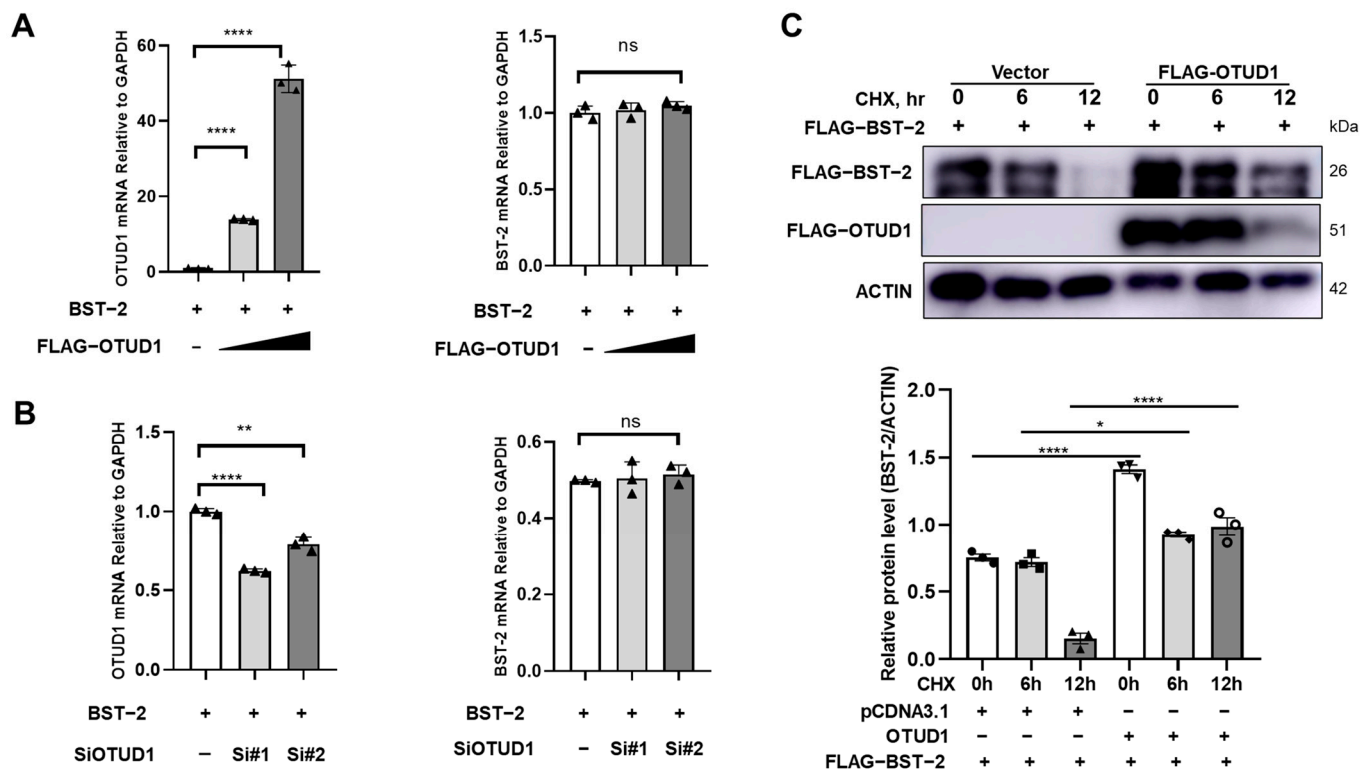 A
OTUD1 mRNA Relative to GAPDH
60
40
20
0
****
****
BST−2 + + +
FLAG−OTUD1 −
BST-2 mRNA Relative to GAPDH
1.5
1.0
0.5
0.0
ns
BST−2 + + +
FLAG−OTUD1 −
B
OTUD1 mRNA Relative to GAPDH
1.5
1.0
0.5
0.0
**
****
BST−2 + + +
SiOTUD1 − Si#1 Si#2
BST-2 mRNA Relative to GAPDH
0.6
0.4
0.2
0.0
ns
BST−2 + + +
SiOTUD1 − Si#1 Si#2
C
Vector FLAG-OTUD1
CHX, hr 0 6 12 0 6 12
FLAG−BST−2 + + + + + + kDa
FLAG−BST−2 26
FLAG−OTUD1 51
ACTIN 42
Relative protein level (BST-2/ACTIN)
2.0
1.5
1.0
0.5
0.0
****
*
****
CHX 0h 6h 12h 0h 6h 12h
pCDNA3.1 + + + − − −
OTUD1 − − − + + +
FLAG−BST−2 + + + + + +